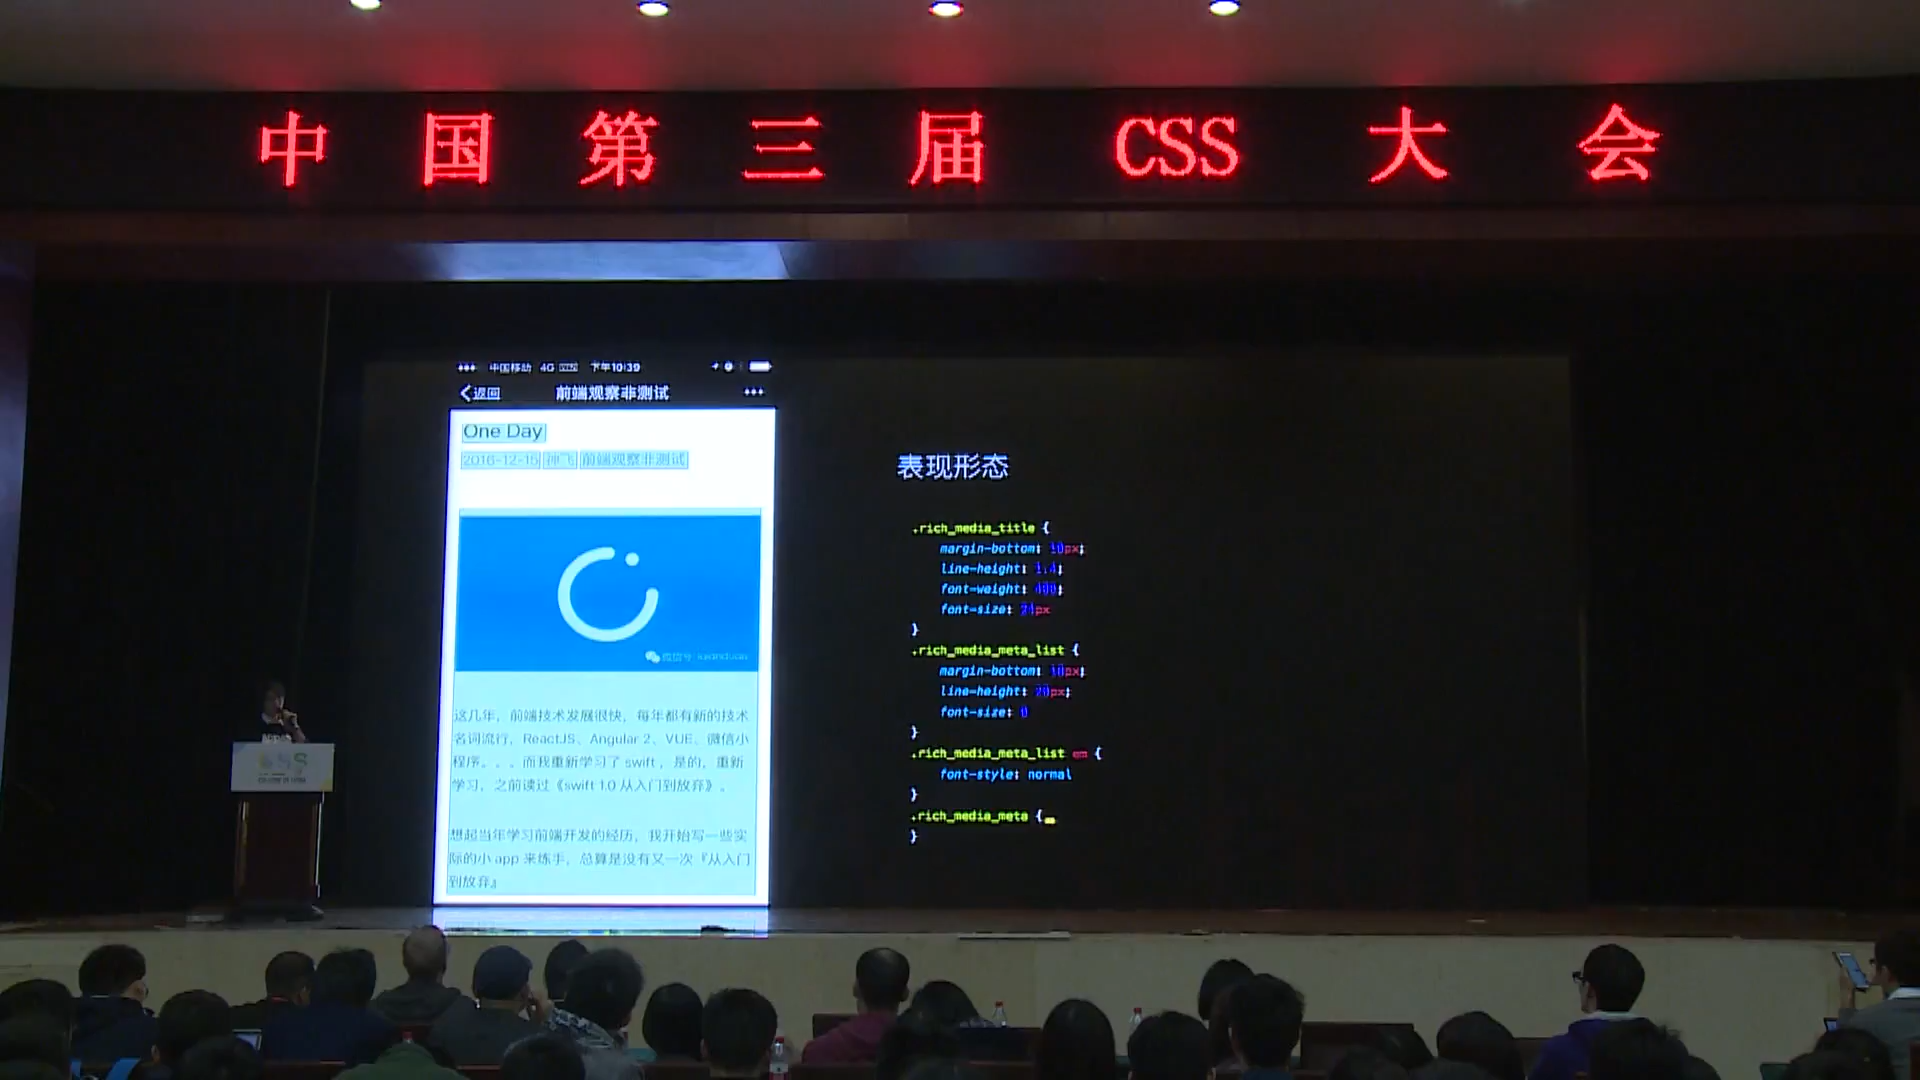 中国第三届CSS大会
中国移动 4G 下午10:39
返回 前端观察非测试
One Day
2016-12-15 神飞 前端观察非测试
微信号:
这几年,前端技术发展很快,每年都有新的技术
名词流行,ReactJS、Angular 2、VUE、微信小
程序。。。而我重新学习了 swift ,是的,重新
学习,之前读过《swift 1.0 从入门到放弃》。
想起当年学习前端开发的经历,我开始写一些实
际的小 app 来练手,总算是没有又一次『从入门
到放弃』
表现形态
.rich_media_title {
margin-bottom: 10px;
line-height: 1.4;
font-weight: 400;
font-size: 24px
}
.rich_media_meta_list {
margin-bottom: 10px;
line-height: 20px;
font-size: 0
}
.rich_media_meta_list em {
font-style: normal
}
.rich_media_meta {
}
CSS